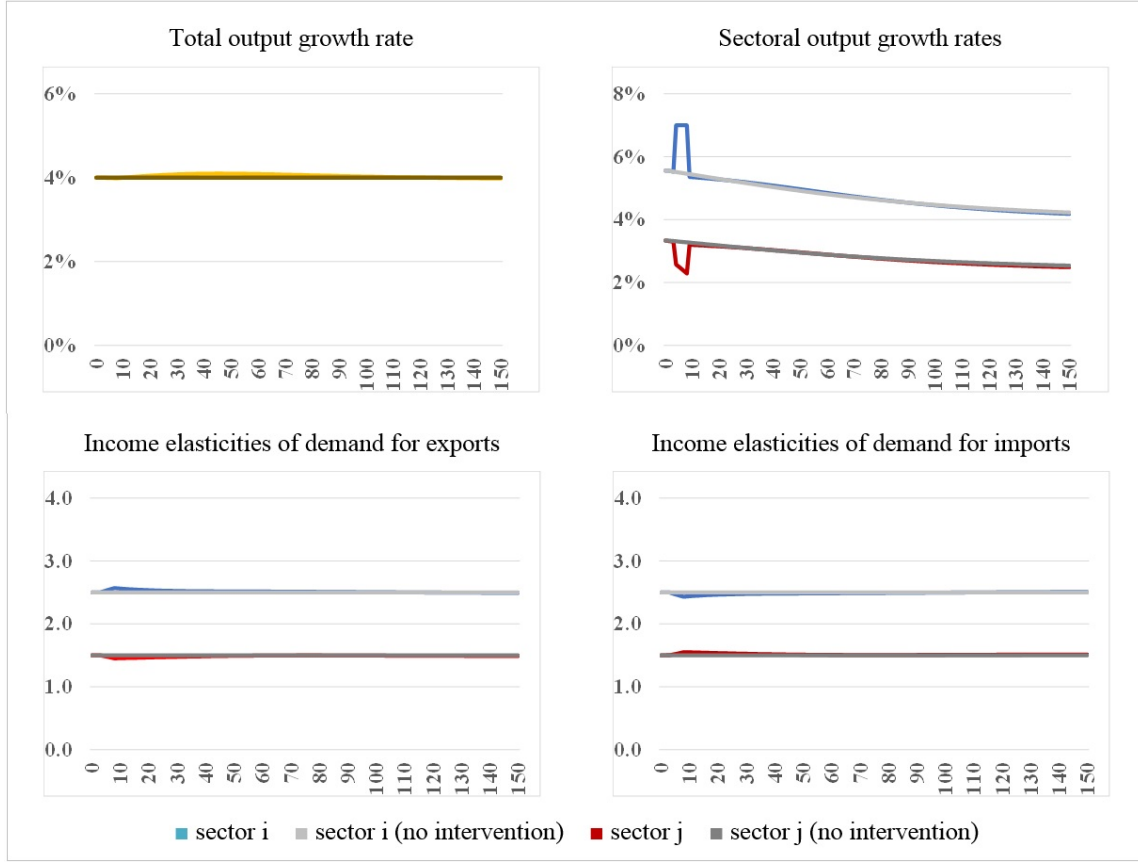 Total output growth rate
6%
4%
2%
0%
0 10 20 30 40 50 60 70 80 90 100 110 120 130 140 150
Sectoral output growth rates
8%
6%
4%
2%
0%
0 10 20 30 40 50 60 70 80 90 100 110 120 130 140 150
Income elasticities of demand for exports
4.0
3.0
2.0
1.0
0.0
0 10 20 30 40 50 60 70 80 90 100 110 120 130 140 150
Income elasticities of demand for imports
4.0
3.0
2.0
1.0
0.0
0 10 20 30 40 50 60 70 80 90 100 110 120 130 140 150
sector i sector i (no intervention) sector j sector j (no intervention)